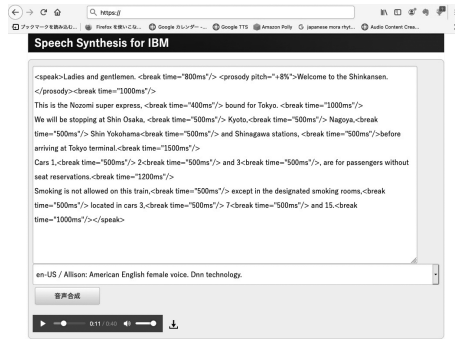 https://
ブックマークを読み込む...
Firefox を使いこな...
Google カレンダー -...
Google TTS
Amazon Polly
G japanese mora rhyt...
Audio Content Crea...
Speech Synthesis for IBM
<speak>Ladies and gentlemen. <break time="800ms"/> <prosody pitch="+8%">Welcome to the Shinkansen.
</prosody><break time="1000ms"/>
This is the Nozomi super express, <break time="400ms"/> bound for Tokyo. <break time="1000ms"/>
We will be stopping at Shin Osaka, <break time="500ms"/> Kyoto,<break time="500ms"/> Nagoya,<break
time="500ms"/> Shin Yokohama<break time="500ms"/> and Shinagawa stations, <break time="500ms"/>before
arriving at Tokyo terminal.<break time="1500ms"/>
Cars 1,<break time="500ms"/> 2<break time="500ms"/> and 3<break time="500ms"/>, are for passengers without
seat reservations.<break time="1200ms"/>
Smoking is not allowed on this train,<break time="500ms"/> except in the designated smoking rooms,<break
time="500ms"/> located in cars 3,<break time="500ms"/> 7<break time="500ms"/> and 15.<break
time="1000ms"/></speak>
en-US / Allison: American English female voice. Dnn technology.
音声合成
0:11 / 0:40